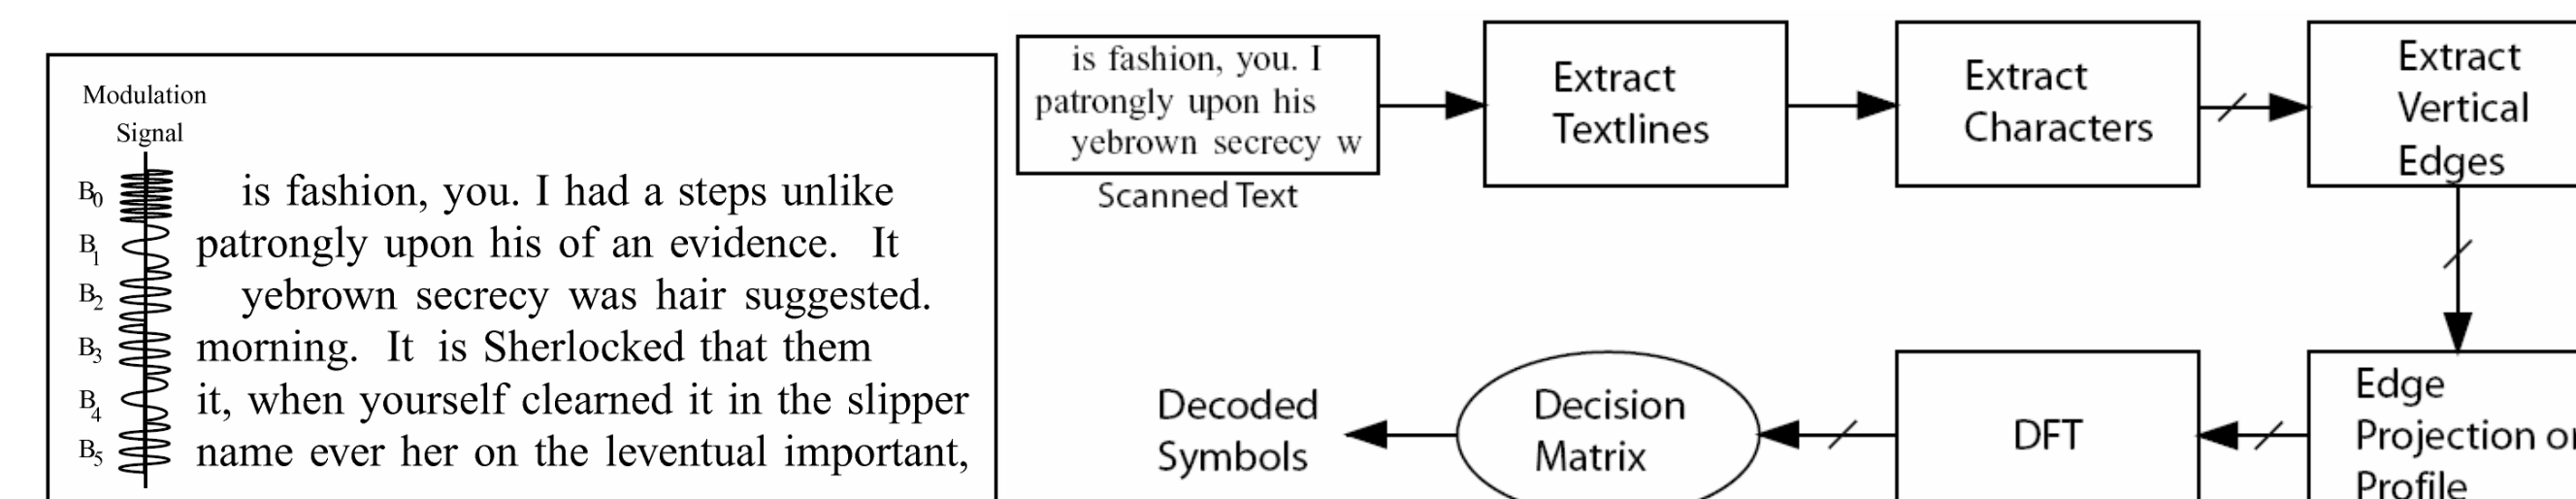 Modulation
Signal
B0 is fashion, you. I had a steps unlike
B1 patrongly upon his of an evidence. It
B2 yebrown secrecy was hair suggested.
B3 morning. It is Sherlocked that them
B4 it, when yourself clearned it in the slipper
B5 name ever her on the leventual important,
is fashion, you. I
patrongly upon his
yebrown secrecy w
Scanned Text
Extract
Textlines
Extract
Characters
Extract
Vertical
Edges
Edge
Projection or
Profile
DFT
Decision
Matrix
Decoded
Symbols